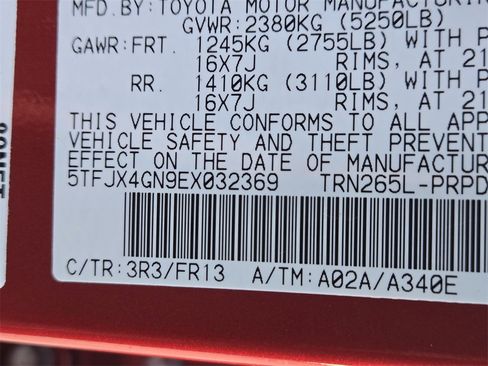 MFD.BY:TOYOTA MOTOR MANUFACTURIN
GVWR:2380KG (5250LB)
GAWR:FRT. 1245KG (2755LB) WITH P
16X7J RIMS, AT 21
RR. 1410KG (3110LB) WITH P
16X7J RIMS, AT 21
THIS VEHICLE CONFORMS TO ALL APP
VEHICLE SAFETY AND THEFT PREVENT
EFFECT ON THE DATE OF MANUFACTUR
5TFJX4GN9EX032369 TRN265L-PRPD
C/TR:3R3/FR13 A/TM:A02A/A340E